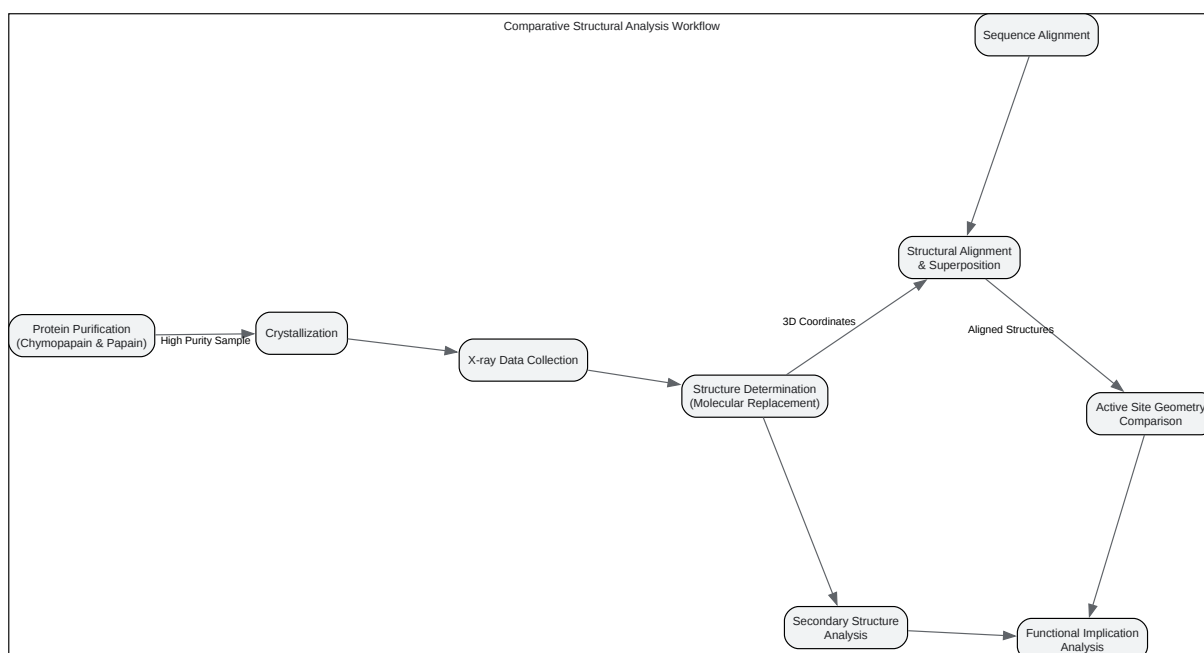 Comparative Structural Analysis Workflow
Sequence Alignment
Structural Alignment
& Superposition
Protein Purification
(Chymopapain & Papain)
High Purity Sample
Crystallization
3D Coordinates
Aligned Structures
X-ray Data Collection
Structure Determination
(Molecular Replacement)
Active Site Geometry
Comparison
Secondary Structure
Analysis
Functional Implication
Analysis